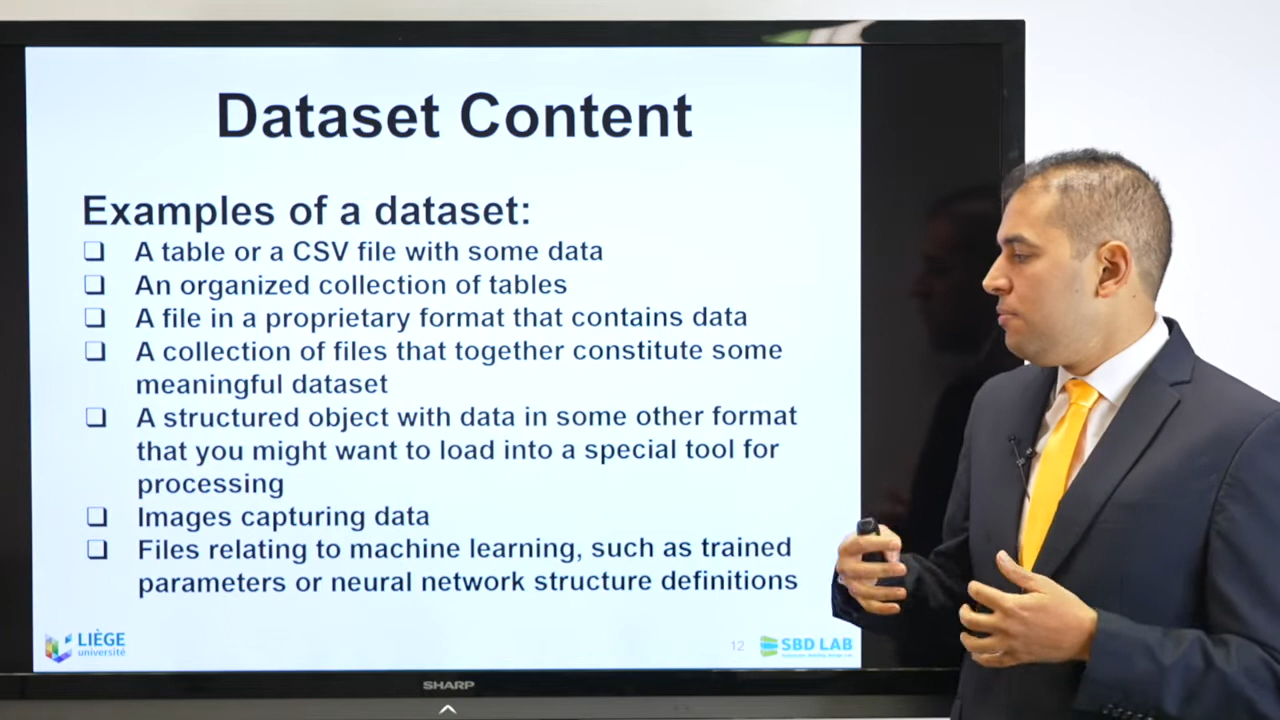 Dataset Content
Examples of a dataset:
❑ A table or a CSV file with some data
❑ An organized collection of tables
❑ A file in a proprietary format that contains data
❑ A collection of files that together constitute some
meaningful dataset
❑ A structured object with data in some other format
that you might want to load into a special tool for
processing
❑ Images capturing data
❑ Files relating to machine learning, such as trained
parameters or neural network structure definitions
LIÈGE
université
12
SBD LAB
SHARP